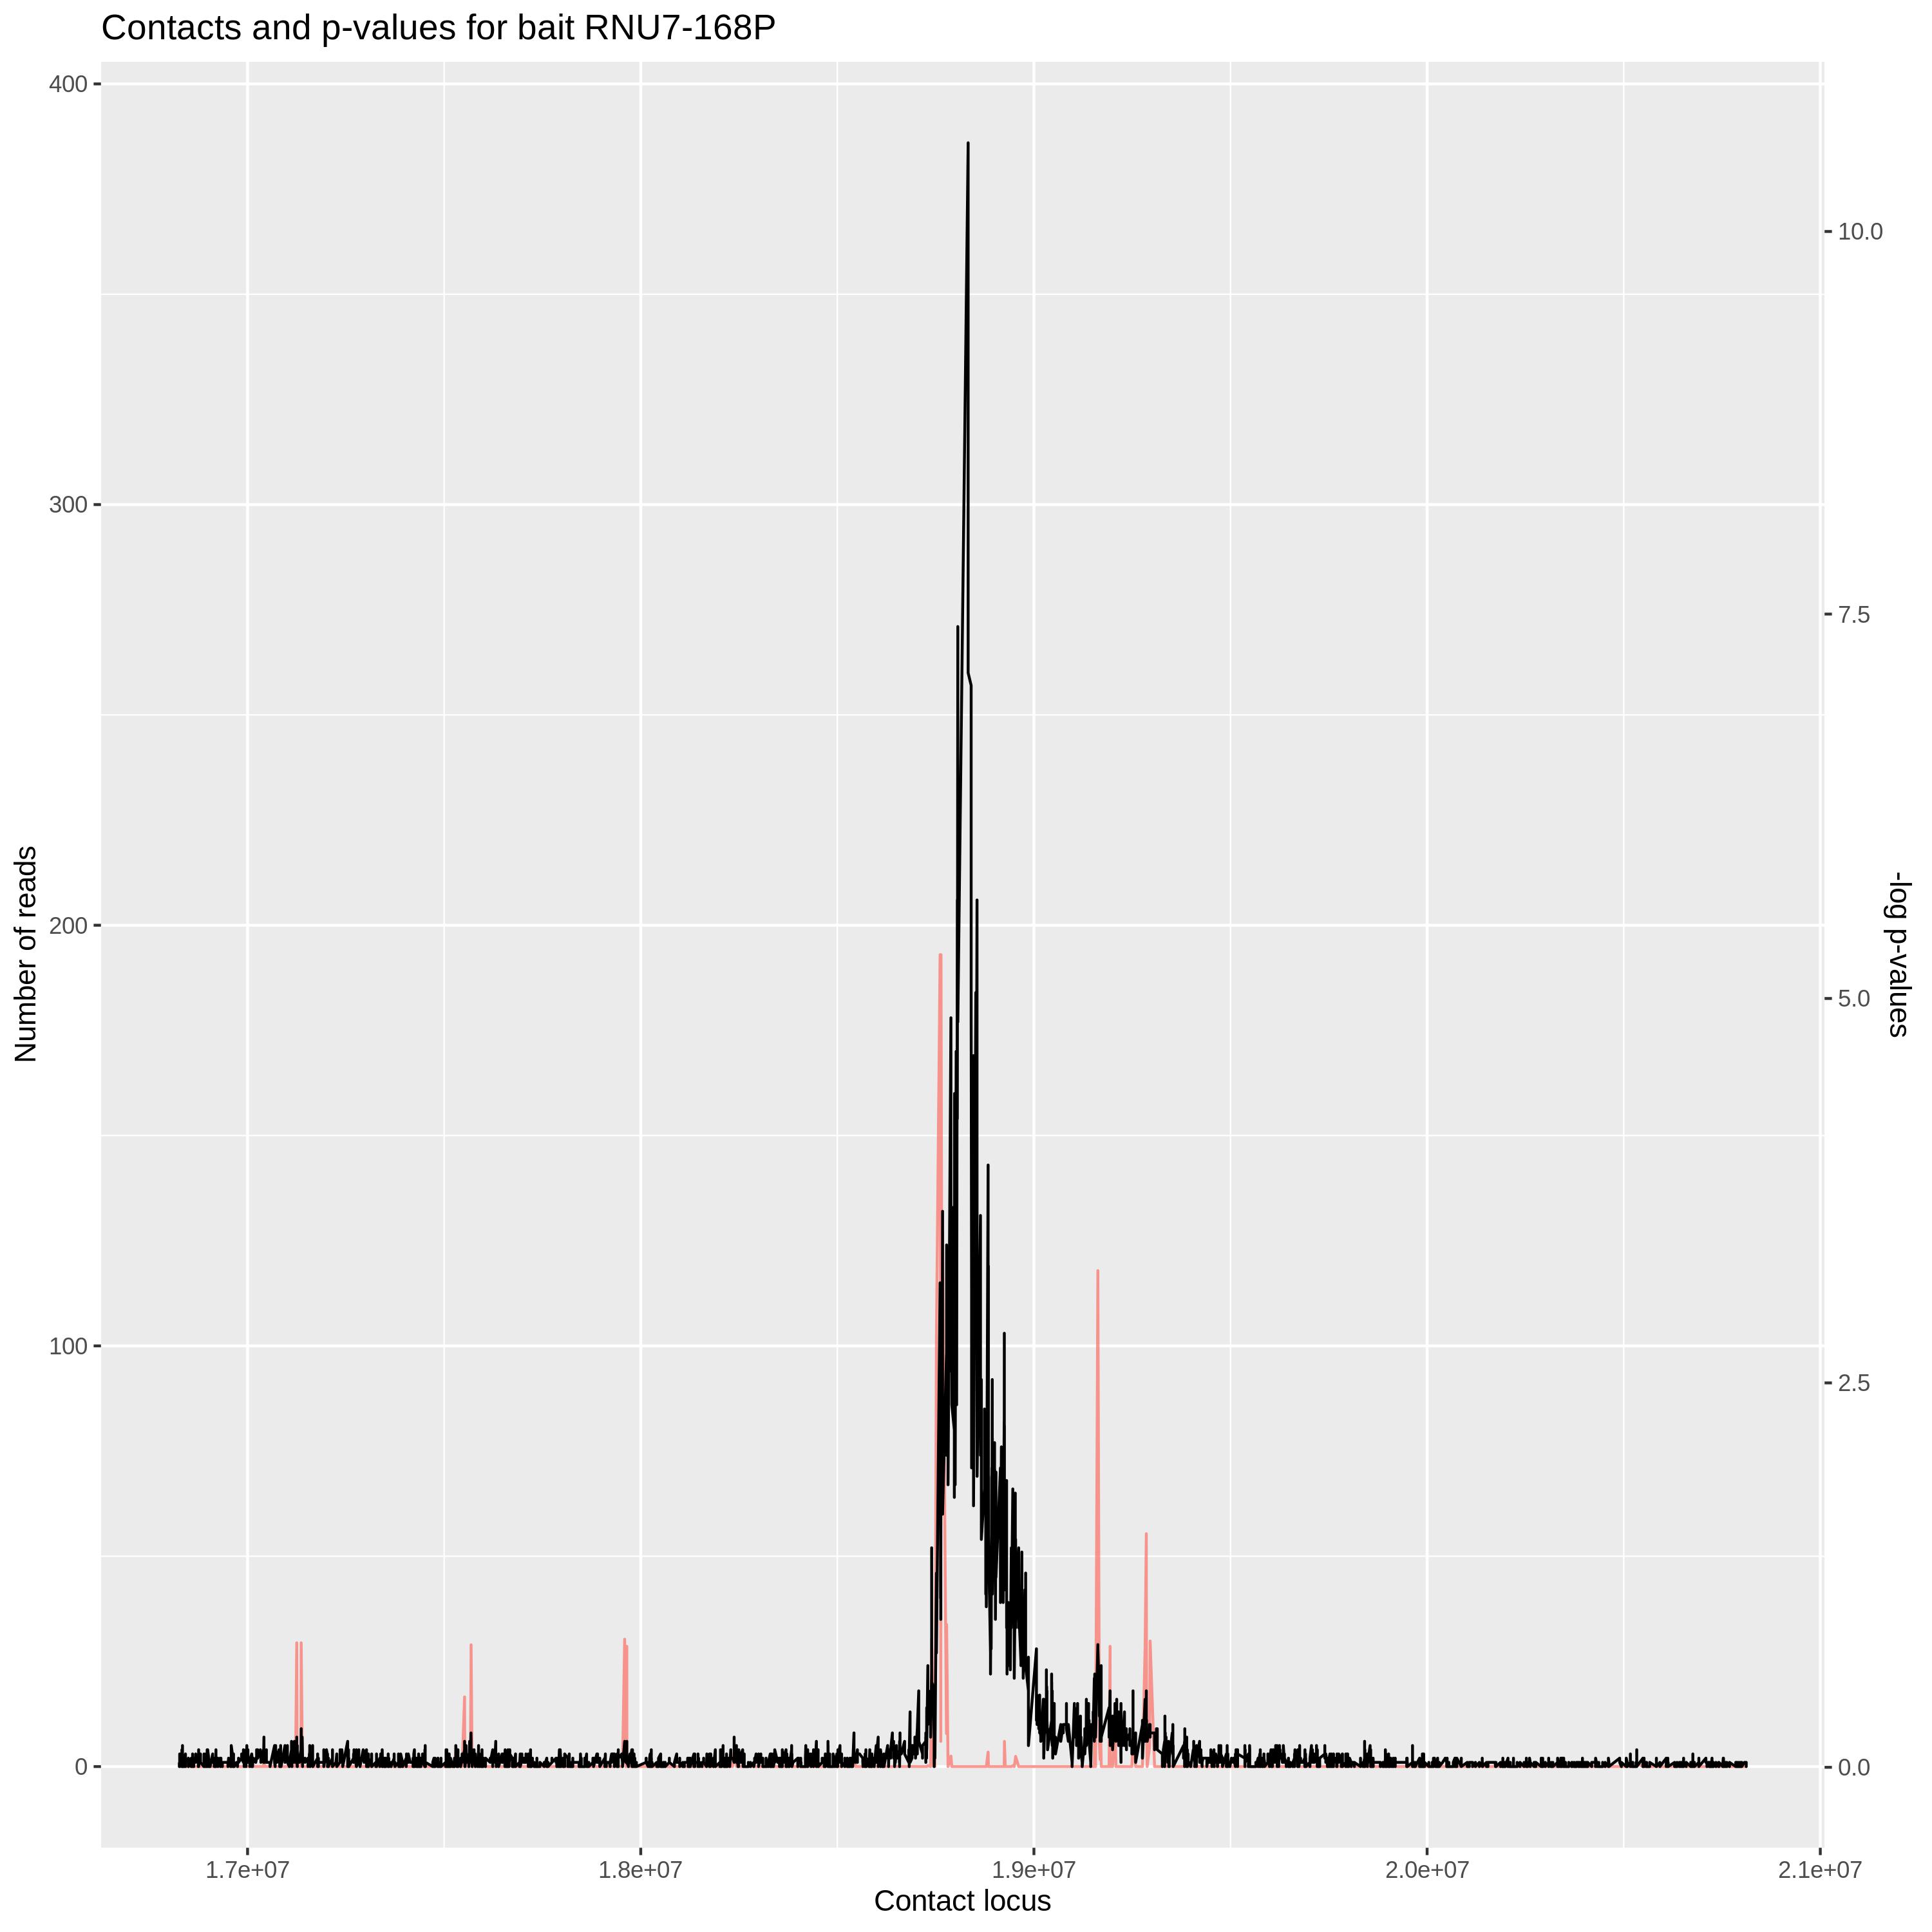 Contacts and p-values for bait RNU7-168P
400
300
200
100
0
Number of reads
10.0
7.5
5.0
2.5
0.0
-log p-values
1.7e+07
1.8e+07
1.9e+07
2.0e+07
2.1e+07
Contact locus